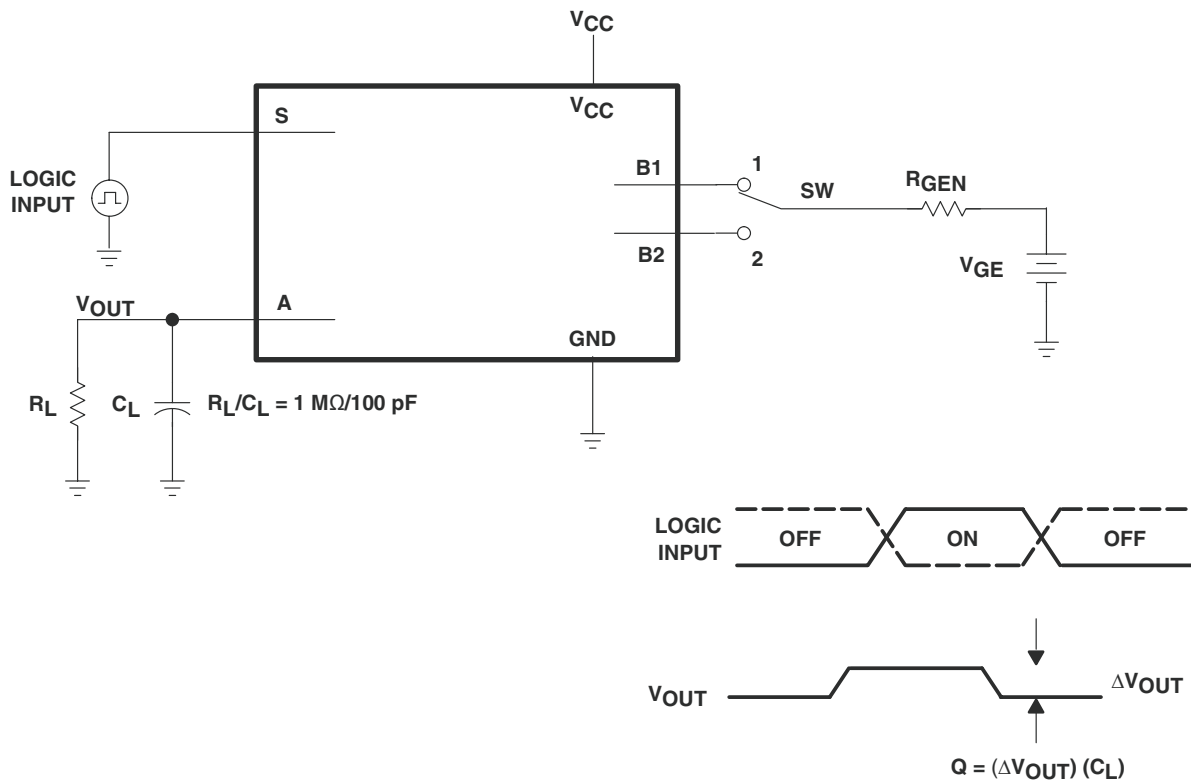 VCC
VCC
S
LOGIC
INPUT
B1
1
SW
RGEN
B2
2
VGE
VOUT
A
GND
RL
CL
RL/CL = 1 MΩ/100 pF
LOGIC
INPUT
OFF
ON
OFF
VOUT
ΔVOUT
Q = (ΔVOUT) (CL)